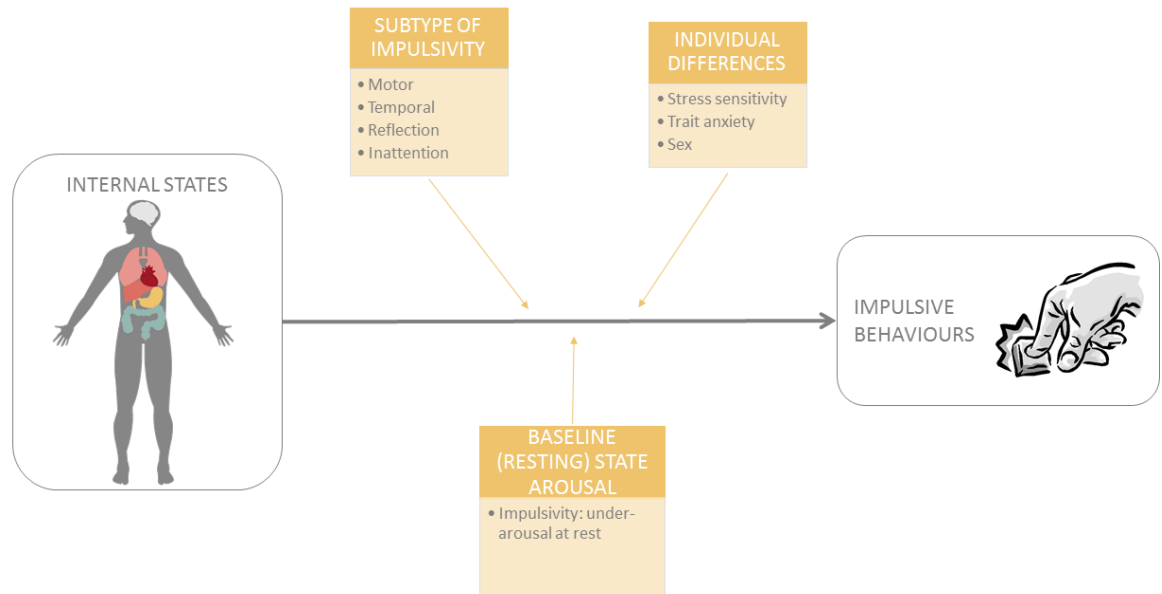 SUBTYPE OF
IMPULSIVITY
• Motor
• Temporal
• Reflection
• Inattention
INDIVIDUAL
DIFFERENCES
• Stress sensitivity
• Trait anxiety
• Sex
INTERNAL STATES
IMPULSIVE
BEHAVIOURS
BASELINE
(RESTING) STATE
AROUSAL
• Impulsivity: under-
arousal at rest